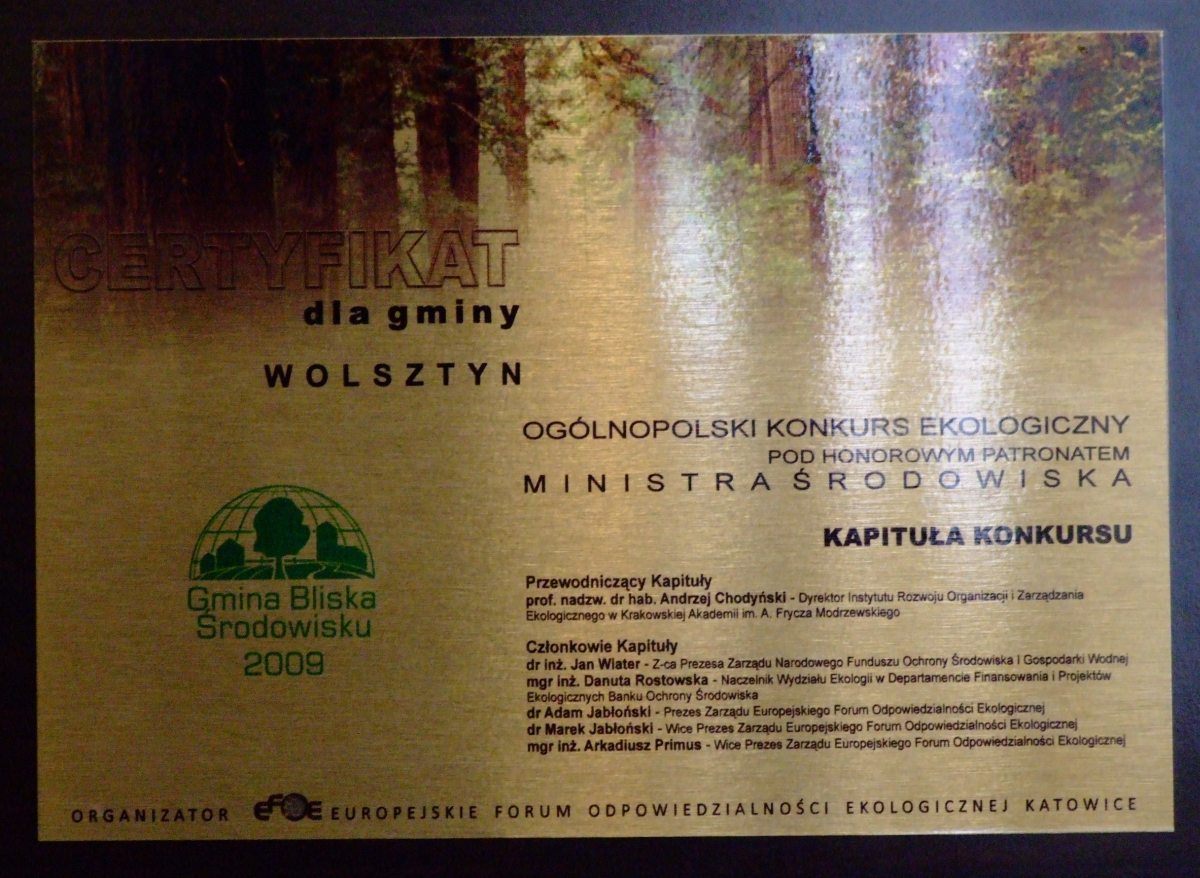 CERTYFIKAT
dla gminy
WOLSZTYN
OGÓLNOPOLSKI KONKURS EKOLOGICZNY
POD HONOROWYM PATRONATEM
MINISTRA ŚRODOWISKA
KAPITUŁA KONKURSU
Gmina Bliska
Środowisku
2009
Przewodniczący Kapituły
prof. nadzw. dr hab. Andrzej Chodyński - Dyrektor Instytutu Rozwoju Organizacji i Zarządzania
Ekologicznego w Krakowskiej Akademii im. A. Frycza Modrzewskiego
Członkowie Kapituły
dr inż. Jan Wiater - Z-ca Prezesa Zarządu Narodowego Funduszu Ochrony Środowiska i Gospodarki Wodnej
mgr inż. Danuta Rostowska - Naczelnik Wydziału Ekologii w Departamencie Finansowania i Projektów
Ekologicznych Banku Ochrony Środowiska
dr Adam Jabłoński - Prezes Zarządu Europejskiego Forum Odpowiedzialności Ekologicznej
dr Marek Jabłoński - Wice Prezes Zarządu Europejskiego Forum Odpowiedzialności Ekologicznej
mgr inż. Arkadiusz Primus - Wice Prezes Zarządu Europejskiego Forum Odpowiedzialności Ekologicznej
ORGANIZATOR EFOE EUROPEJSKIE FORUM ODPOWIEDZIALNOŚCI EKOLOGICZNEJ KATOWICE